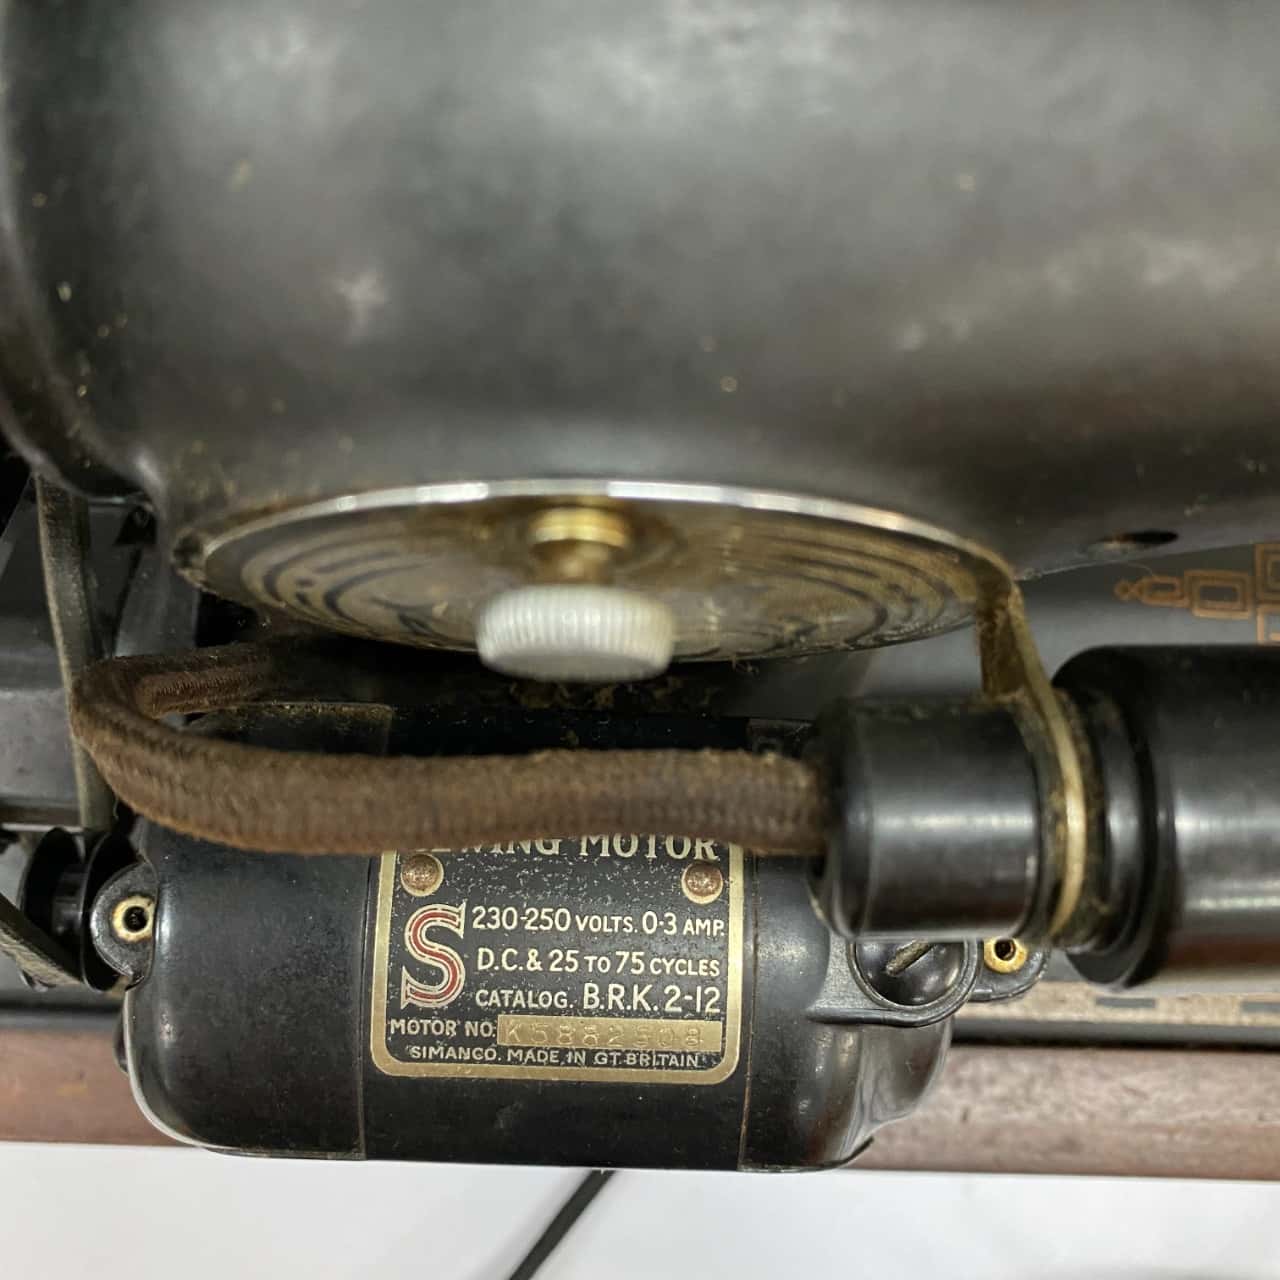 SEWING MOTOR
S 230-250 VOLTS. 0-3 AMP.
D.C. & 25 TO 75 CYCLES
CATALOG. B.R.K. 2-12
MOTOR NO. K5882508
SIMANCO. MADE IN GT BRITAIN